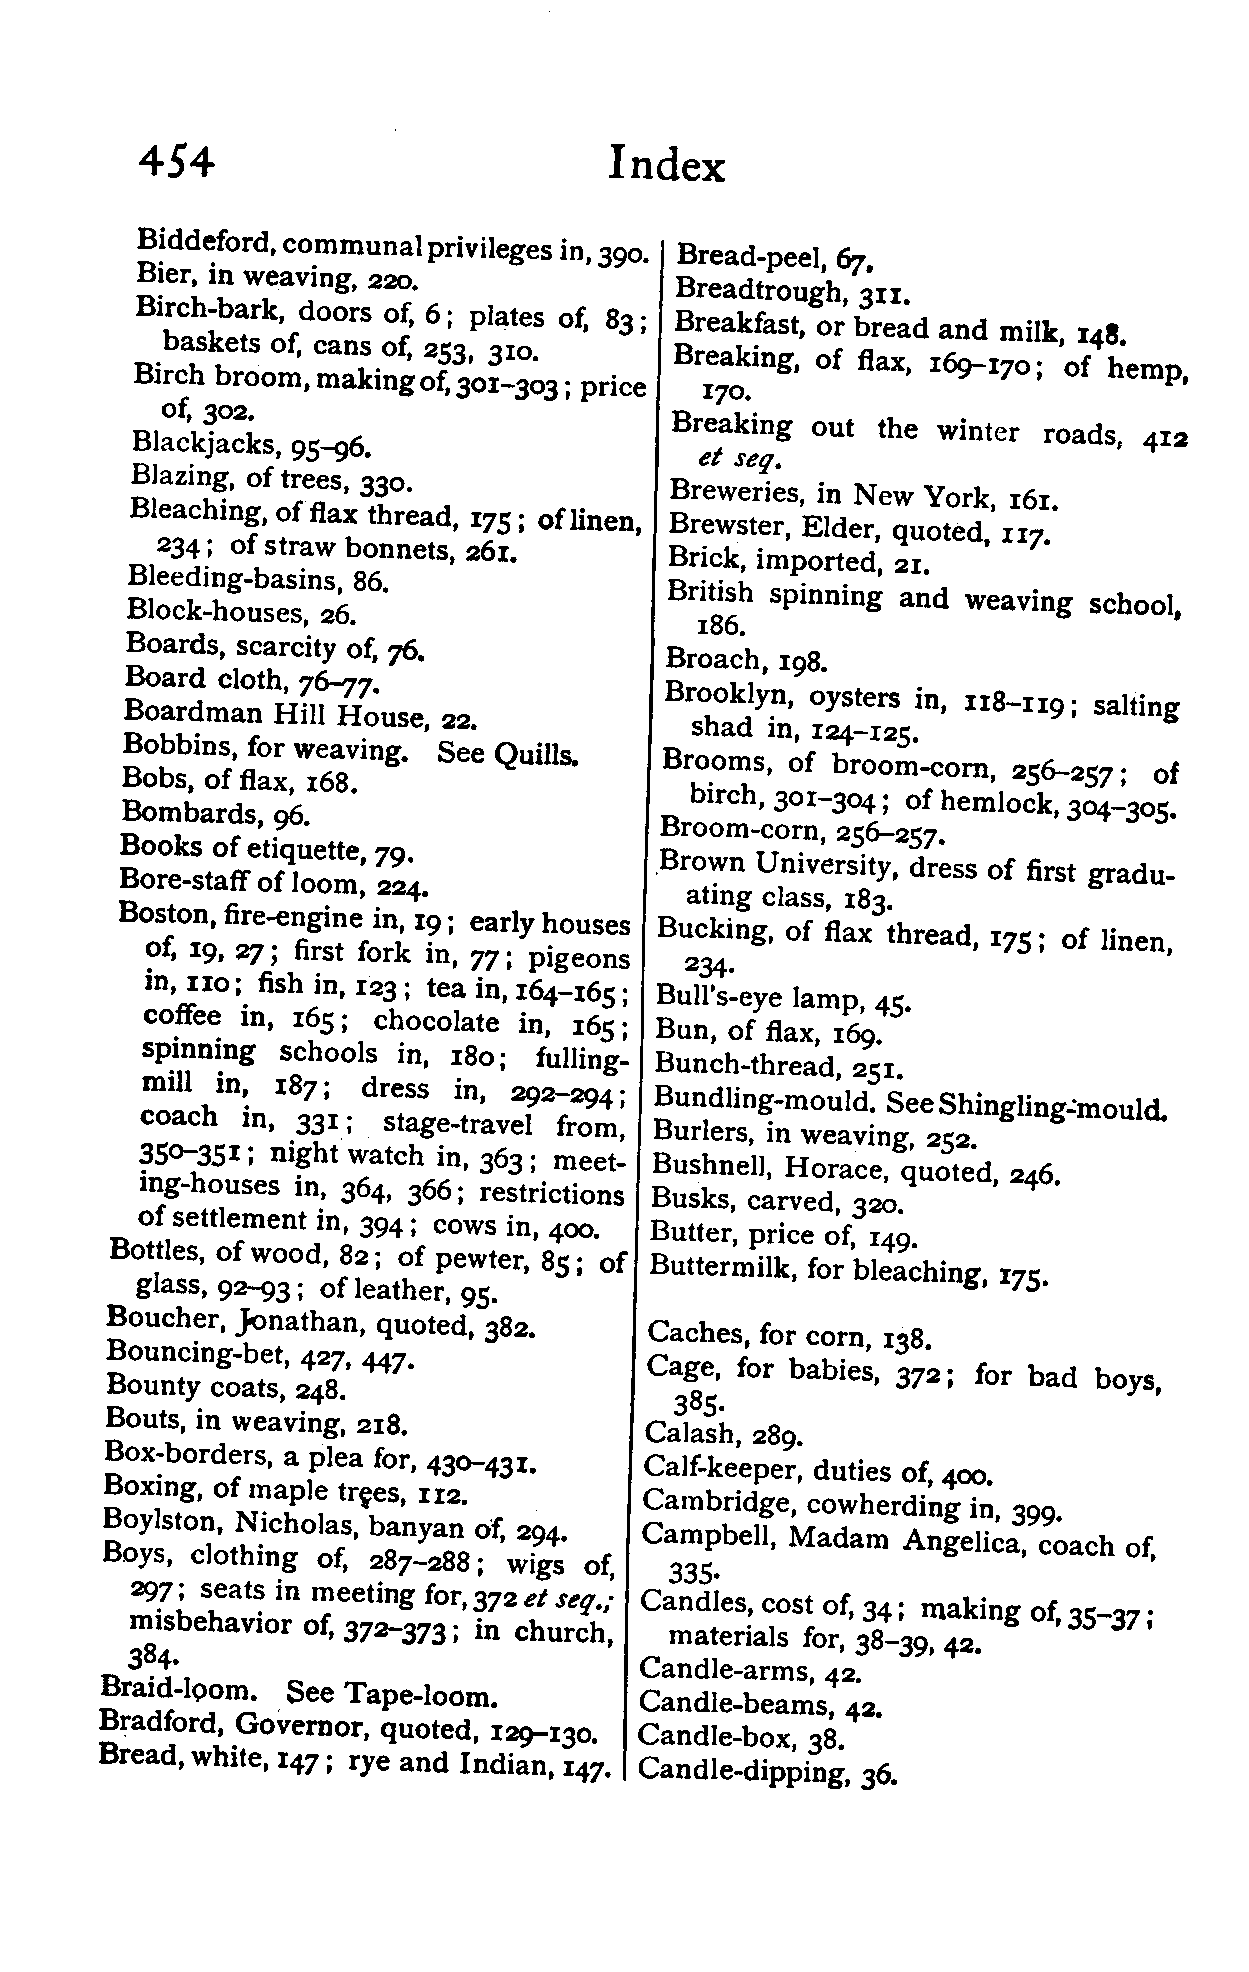 454
Index
Biddeford, communal privileges in, 390.
Bier, in weaving, 220.
Birch-bark, doors of, 6; plates of, 83;
baskets of, cans of, 253, 310.
Birch broom, making of, 301–303; price
of, 302.
Blackjacks, 95–96.
Blazing, of trees, 330.
Bleaching, of flax thread, 175; of linen,
234; of straw bonnets, 261.
Bleeding-basins, 86.
Block-houses, 26.
Boards, scarcity of, 76.
Board cloth, 76–77.
Boardman Hill House, 22.
Bobbins, for weaving. See Quills.
Bobs, of flax, 168.
Bombards, 96.
Books of etiquette, 79.
Bore-staff of loom, 224.
Boston, fire-engine in, 19; early houses
of, 19, 27; first fork in, 77; pigeons
in, 110; fish in, 123; tea in, 164–165;
coffee in, 165; chocolate in, 165;
spinning schools in, 180; fulling-
mill in, 187; dress in, 292–294;
coach in, 331; stage-travel from,
350–351; night watch in, 363; meet-
ing-houses in, 364, 366; restrictions
of settlement in, 394; cows in, 400.
Bottles, of wood, 82; of pewter, 85; of
glass, 92–93; of leather, 95.
Boucher, Jonathan, quoted, 382.
Bouncing-bet, 427, 447.
Bounty coats, 248.
Bouts, in weaving, 218.
Box-borders, a plea for, 430–431.
Boxing, of maple trees, 112.
Boylston, Nicholas, banyan of, 294.
Boys, clothing of, 287–288; wigs of,
297; seats in meeting for, 372 et seq.;
misbehavior of, 372–373; in church,
384.
Braid-loom. See Tape-loom.
Bradford, Governor, quoted, 129–130.
Bread, white, 147; rye and Indian, 147.
Bread-peel, 67.
Breadtrough, 311.
Breakfast, or bread and milk, 148.
Breaking, of flax, 169–170; of hemp,
170.
Breaking out the winter roads, 412
et seq.
Breweries, in New York, 161.
Brewster, Elder, quoted, 117.
Brick, imported, 21.
British spinning and weaving school,
186.
Broach, 198.
Brooklyn, oysters in, 118–119; salting
shad in, 124–125.
Brooms, of broom-corn, 256–257; of
birch, 301–304; of hemlock, 304–305.
Broom-corn, 256–257.
Brown University, dress of first gradu-
ating class, 183.
Bucking, of flax thread, 175; of linen,
234.
Bull's-eye lamp, 45.
Bun, of flax, 169.
Bunch-thread, 251.
Bundling-mould. See Shingling-mould.
Burlers, in weaving, 252.
Bushnell, Horace, quoted, 246.
Busks, carved, 320.
Butter, price of, 149.
Buttermilk, for bleaching, 175.
Caches, for corn, 138.
Cage, for babies, 372; for bad boys,
385.
Calash, 289.
Calf-keeper, duties of, 400.
Cambridge, cowherding in, 399.
Campbell, Madam Angelica, coach of,
335.
Candles, cost of, 34; making of, 35–37;
materials for, 38–39, 42.
Candle-arms, 42.
Candle-beams, 42.
Candle-box, 38.
Candle-dipping, 36.